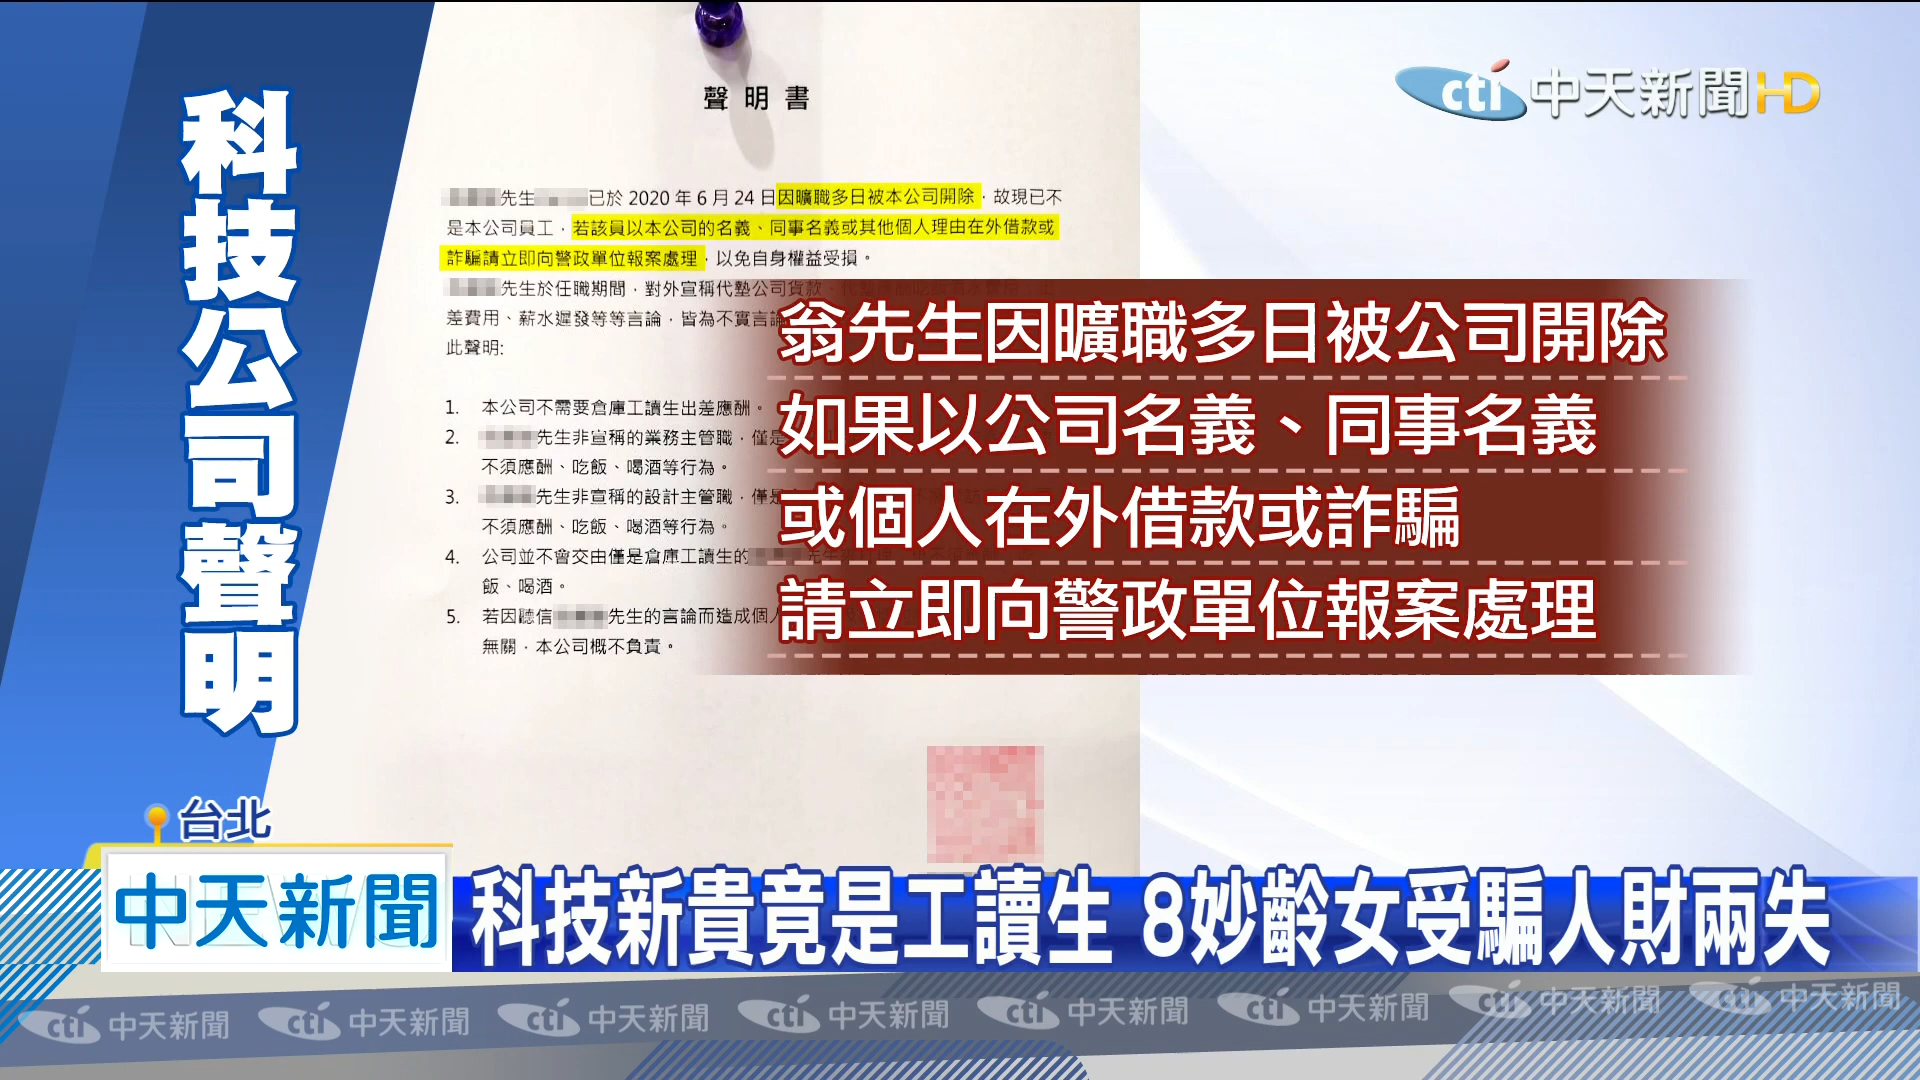 科技公司聲明
聲明書
先生 已於 2020 年 6 月 24 日因曠職多日被本公司開除，故現已不
是本公司員工，若該員以本公司的名義、同事名義或其他個人理由在外借款或
詐騙請立即向警政單位報案處理，以免自身權益受損。
先生於任職期間，對外宣稱代墊公司貨款，
差費用、薪水遲發等等言論，皆為不實言論
此聲明:
1. 本公司不需要倉庫工讀生出差應酬。
2. 先生非宣稱的業務主管職，僅是
不須應酬、吃飯、喝酒等行為。
3. 先生非宣稱的設計主管職，僅是
不須應酬、吃飯、喝酒等行為。
4. 公司並不會交由僅是倉庫工讀生的
飯、喝酒。
5. 若因聽信 先生的言論而造成個人
無關，本公司概不負責。
翁先生因曠職多日被公司開除
如果以公司名義、同事名義
或個人在外借款或詐騙
請立即向警政單位報案處理
cti 中天新聞HD
台北
中天新聞
科技新貴竟是工讀生 8妙齡女受騙人財兩失
cti 中天新聞 cti 中天新聞 cti 中天新聞 cti 中天新聞 cti 中天新聞 cti 中天新聞 cti 中天新聞 cti 中天新聞